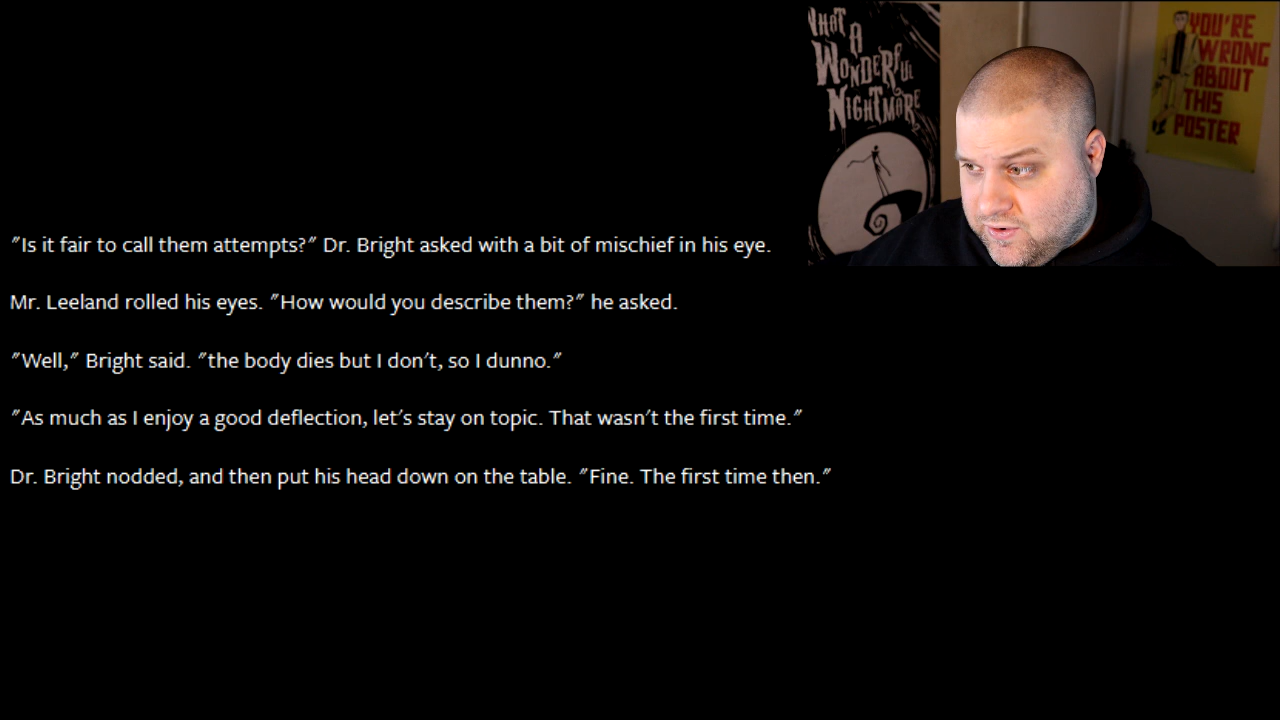 WHAT A
WONDERFUL
NIGHTMARE
YOU'RE
WRONG
ABOUT
THIS
POSTER
"Is it fair to call them attempts?" Dr. Bright asked with a bit of mischief in his eye.
Mr. Leeland rolled his eyes. "How would you describe them?" he asked.
"Well," Bright said. "the body dies but I don't, so I dunno."
"As much as I enjoy a good deflection, let's stay on topic. That wasn't the first time."
Dr. Bright nodded, and then put his head down on the table. "Fine. The first time then."